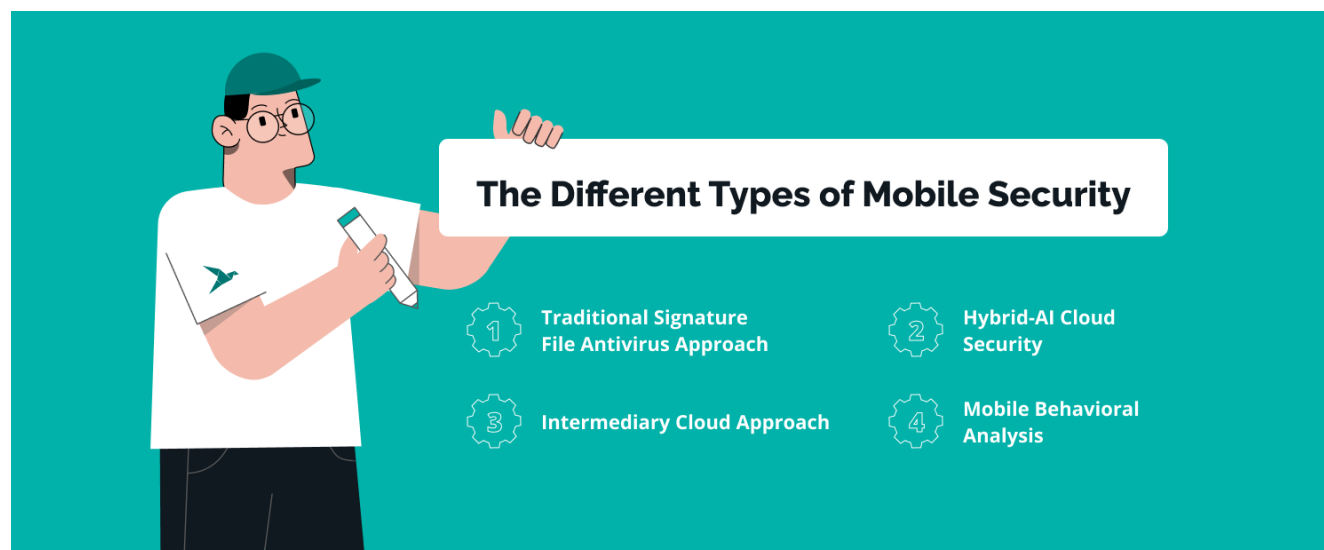 The Different Types of Mobile Security
1
Traditional Signature
File Antivirus Approach
2
Hybrid-AI Cloud
Security
3
Intermediary Cloud Approach
4
Mobile Behavioral
Analysis